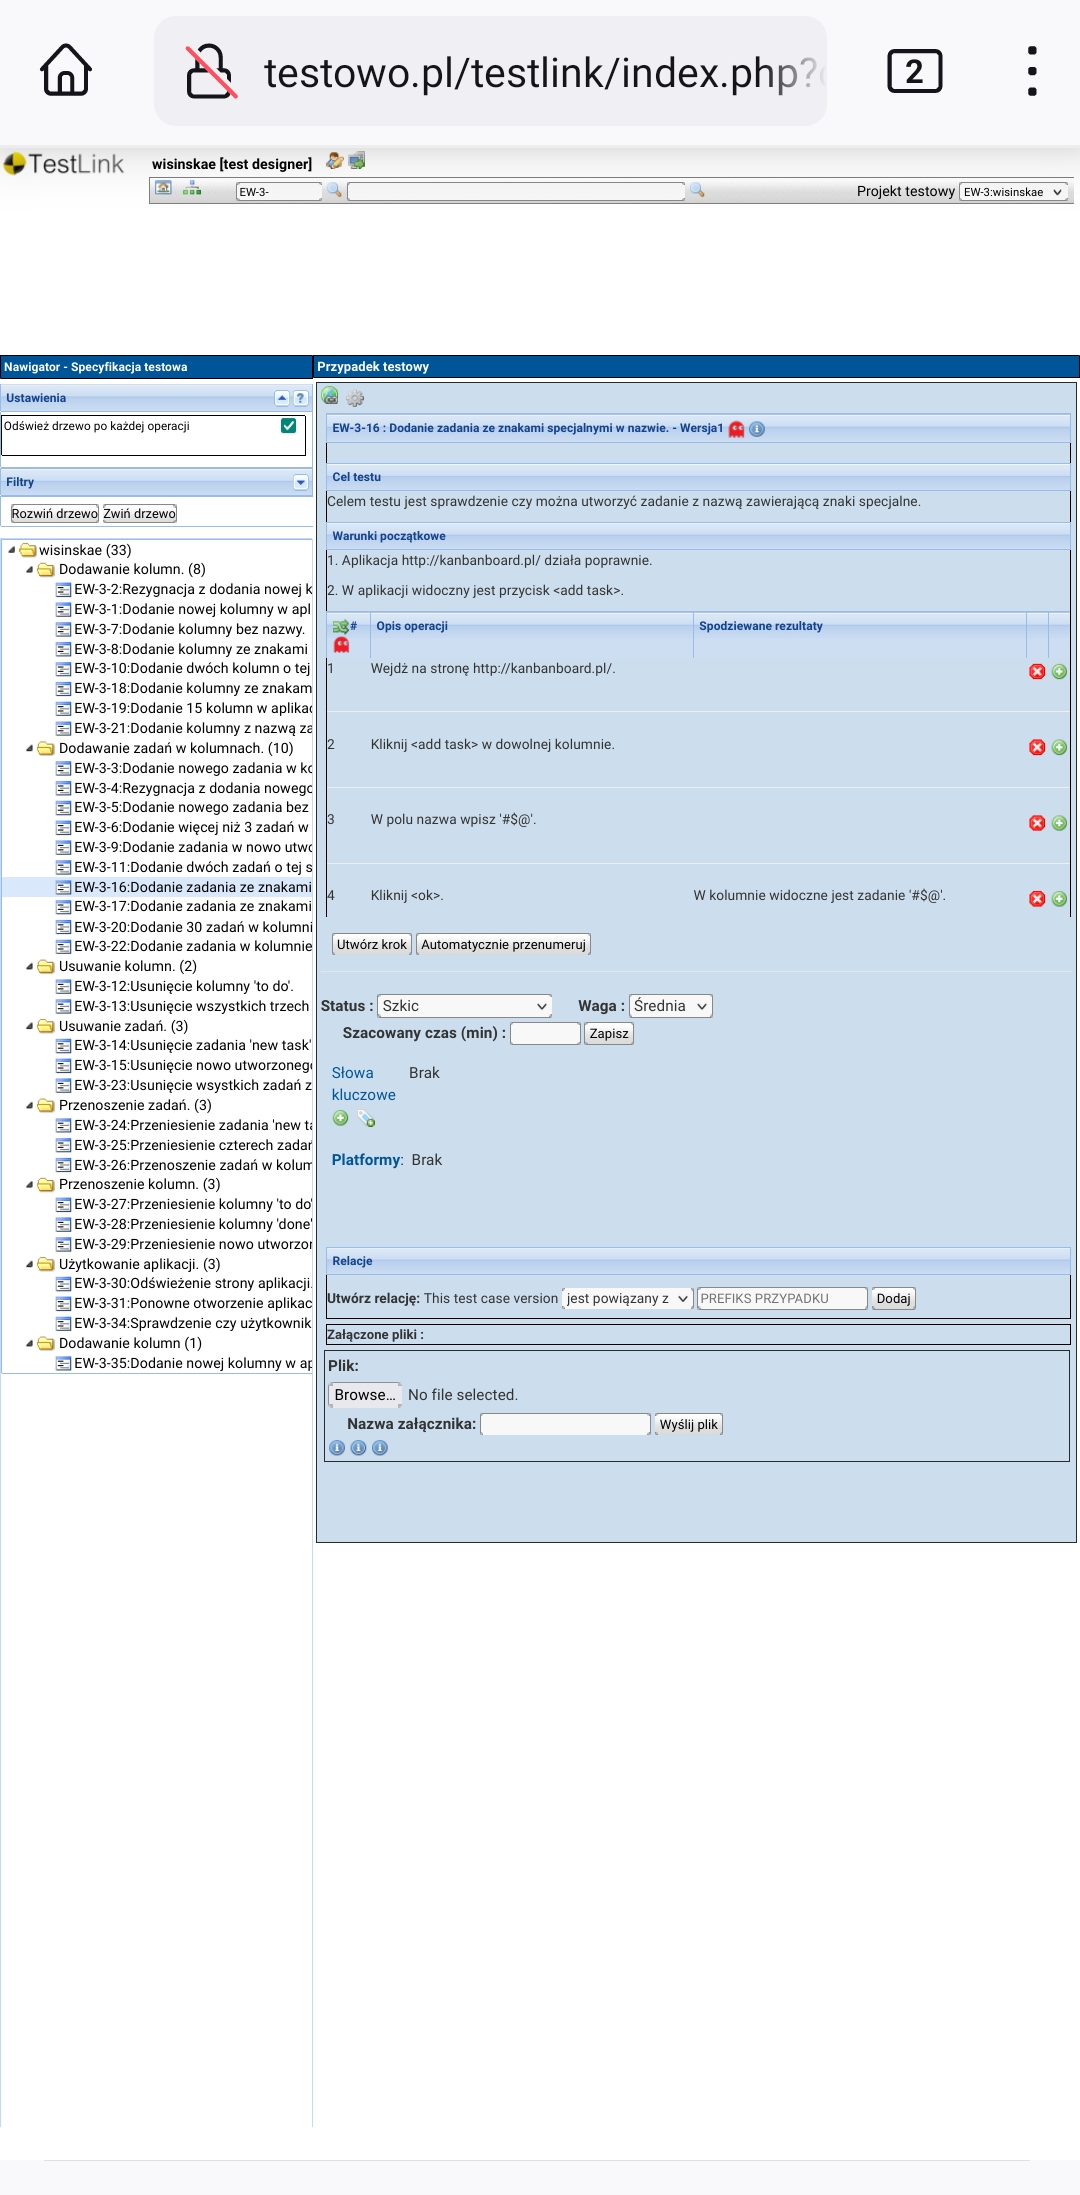 testowo.pl/testlink/index.php?
2
TestLink
wisinskae [test designer]
EW-3-
Projekt testowy EW-3:wisinskae
Nawigator - Specyfikacja testowa
Ustawienia
?
Odśwież drzewo po każdej operacji
Filtry
Rozwiń drzewo Zwiń drzewo
wisinskae (33)
Dodawanie kolumn. (8)
EW-3-2:Rezygnacja z dodania nowej k
EW-3-1:Dodanie nowej kolumny w apl
EW-3-7:Dodanie kolumny bez nazwy.
EW-3-8:Dodanie kolumny ze znakami
EW-3-10:Dodanie dwóch kolumn o tej
EW-3-18:Dodanie kolumny ze znakam
EW-3-19:Dodanie 15 kolumn w aplikac
EW-3-21:Dodanie kolumny z nazwą za
Dodawanie zadań w kolumnach. (10)
EW-3-3:Dodanie nowego zadania w ko
EW-3-4:Rezygnacja z dodania nowego
EW-3-5:Dodanie nowego zadania bez
EW-3-6:Dodanie więcej niż 3 zadań w
EW-3-9:Dodanie zadania w nowo utwo
EW-3-11:Dodanie dwóch zadań o tej s
EW-3-16:Dodanie zadania ze znakami
EW-3-17:Dodanie zadania ze znakami
EW-3-20:Dodanie 30 zadań w kolumni
EW-3-22:Dodanie zadania w kolumnie
Usuwanie kolumn. (2)
EW-3-12:Usunięcie kolumny 'to do'.
EW-3-13:Usunięcie wszystkich trzech
Usuwanie zadań. (3)
EW-3-14:Usunięcie zadania 'new task'
EW-3-15:Usunięcie nowo utworzonego
EW-3-23:Usunięcie wsystkich zadań z
Przenoszenie zadań. (3)
EW-3-24:Przeniesienie zadania 'new ta
EW-3-25:Przeniesienie czterech zadań
EW-3-26:Przenoszenie zadań w kolum
Przenoszenie kolumn. (3)
EW-3-27:Przeniesienie kolumny 'to do'
EW-3-28:Przeniesienie kolumny 'done'
EW-3-29:Przeniesienie nowo utworzon
Użytkowanie aplikacji. (3)
EW-3-30:Odświeżenie strony aplikacji.
EW-3-31:Ponowne otworzenie aplikac
EW-3-34:Sprawdzenie czy użytkownik
Dodawanie kolumn (1)
EW-3-35:Dodanie nowej kolumny w ap
Przypadek testowy
EW-3-16 : Dodanie zadania ze znakami specjalnymi w nazwie. - Wersja1
Cel testu
Celem testu jest sprawdzenie czy można utworzyć zadanie z nazwą zawierającą znaki specjalne.
Warunki początkowe
1. Aplikacja http://kanbanboard.pl/ działa poprawnie.
2. W aplikacji widoczny jest przycisk <add task>.
# Opis operacji Spodziewane rezultaty
1 Wejdż na stronę http://kanbanboard.pl/.
2 Kliknij <add task> w dowolnej kolumnie.
3 W polu nazwa wpisz '#$@'.
4 Kliknij <ok>. W kolumnie widoczne jest zadanie '#$@'.
Utwórz krok Automatycznie przenumeruj
Status : Szkic Waga : Średnia
Szacowany czas (min) : Zapisz
Słowa kluczowe Brak
Platformy: Brak
Relacje
Utwórz relację: This test case version jest powiązany z PREFIKS PRZYPADKU Dodaj
Załączone pliki :
Plik:
Browse... No file selected.
Nazwa załącznika: Wyślij plik